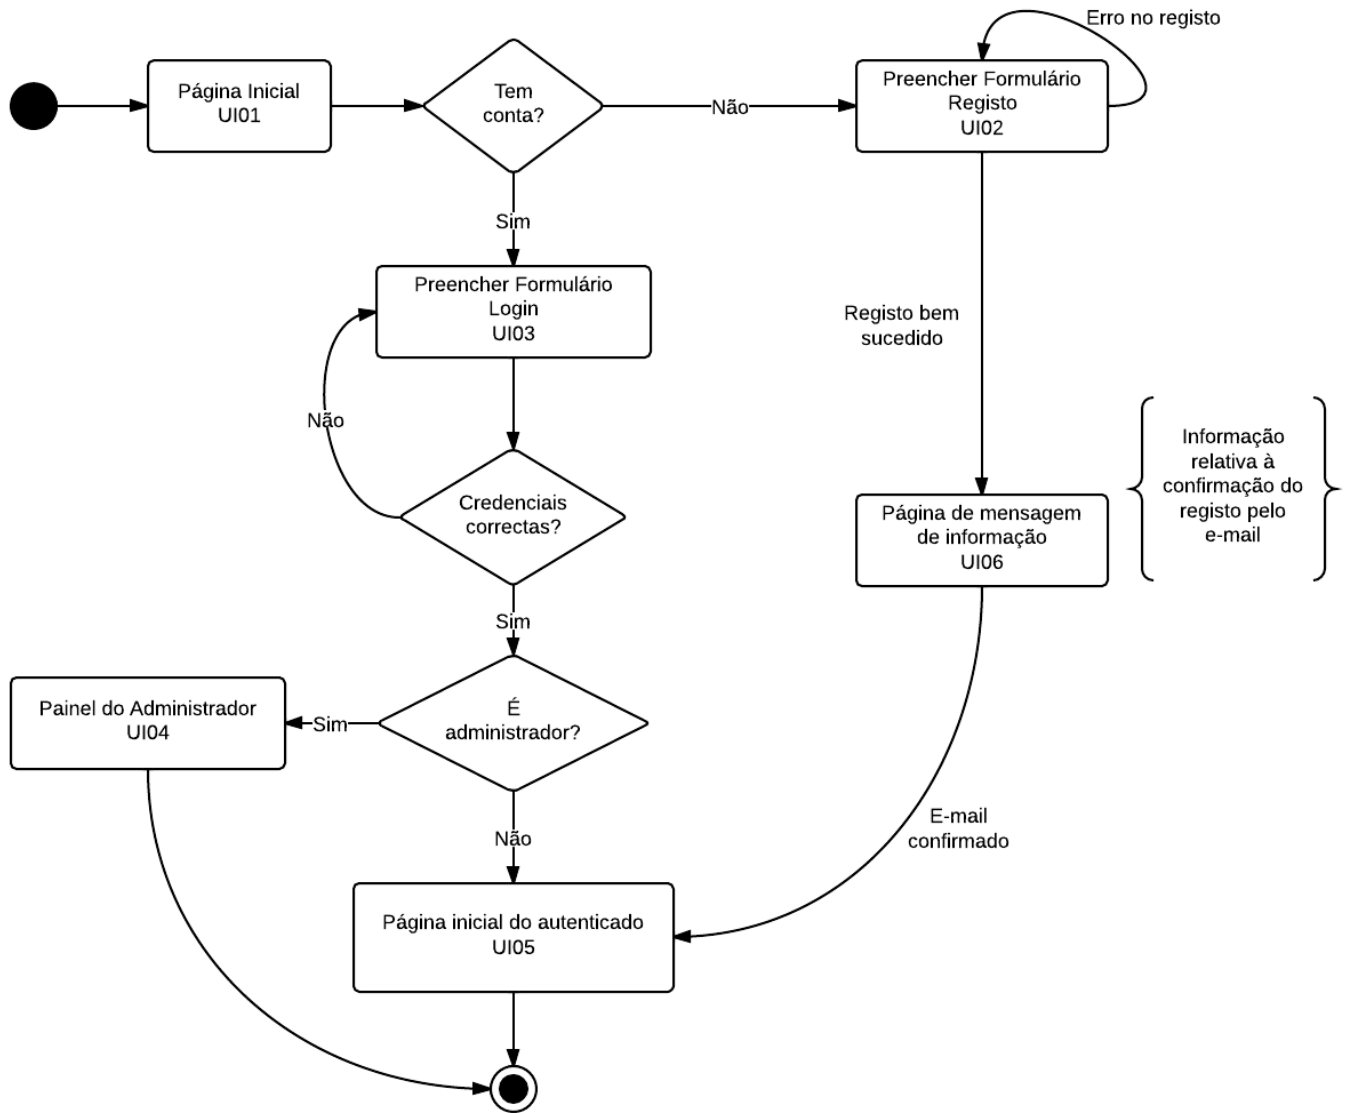 Erro no registo
Página Inicial
UI01
Tem
conta?
Não
Preencher Formulário
Registo
UI02
Sim
Preencher Formulário
Login
UI03
Registo bem
sucedido
Não
Credenciais
correctas?
Informação
relativa à
confirmação do
registo pelo
e-mail
Página de mensagem
de informação
UI06
Sim
Painel do Administrador
UI04
Sim
É
administrador?
Não
E-mail
confirmado
Página inicial do autenticado
UI05